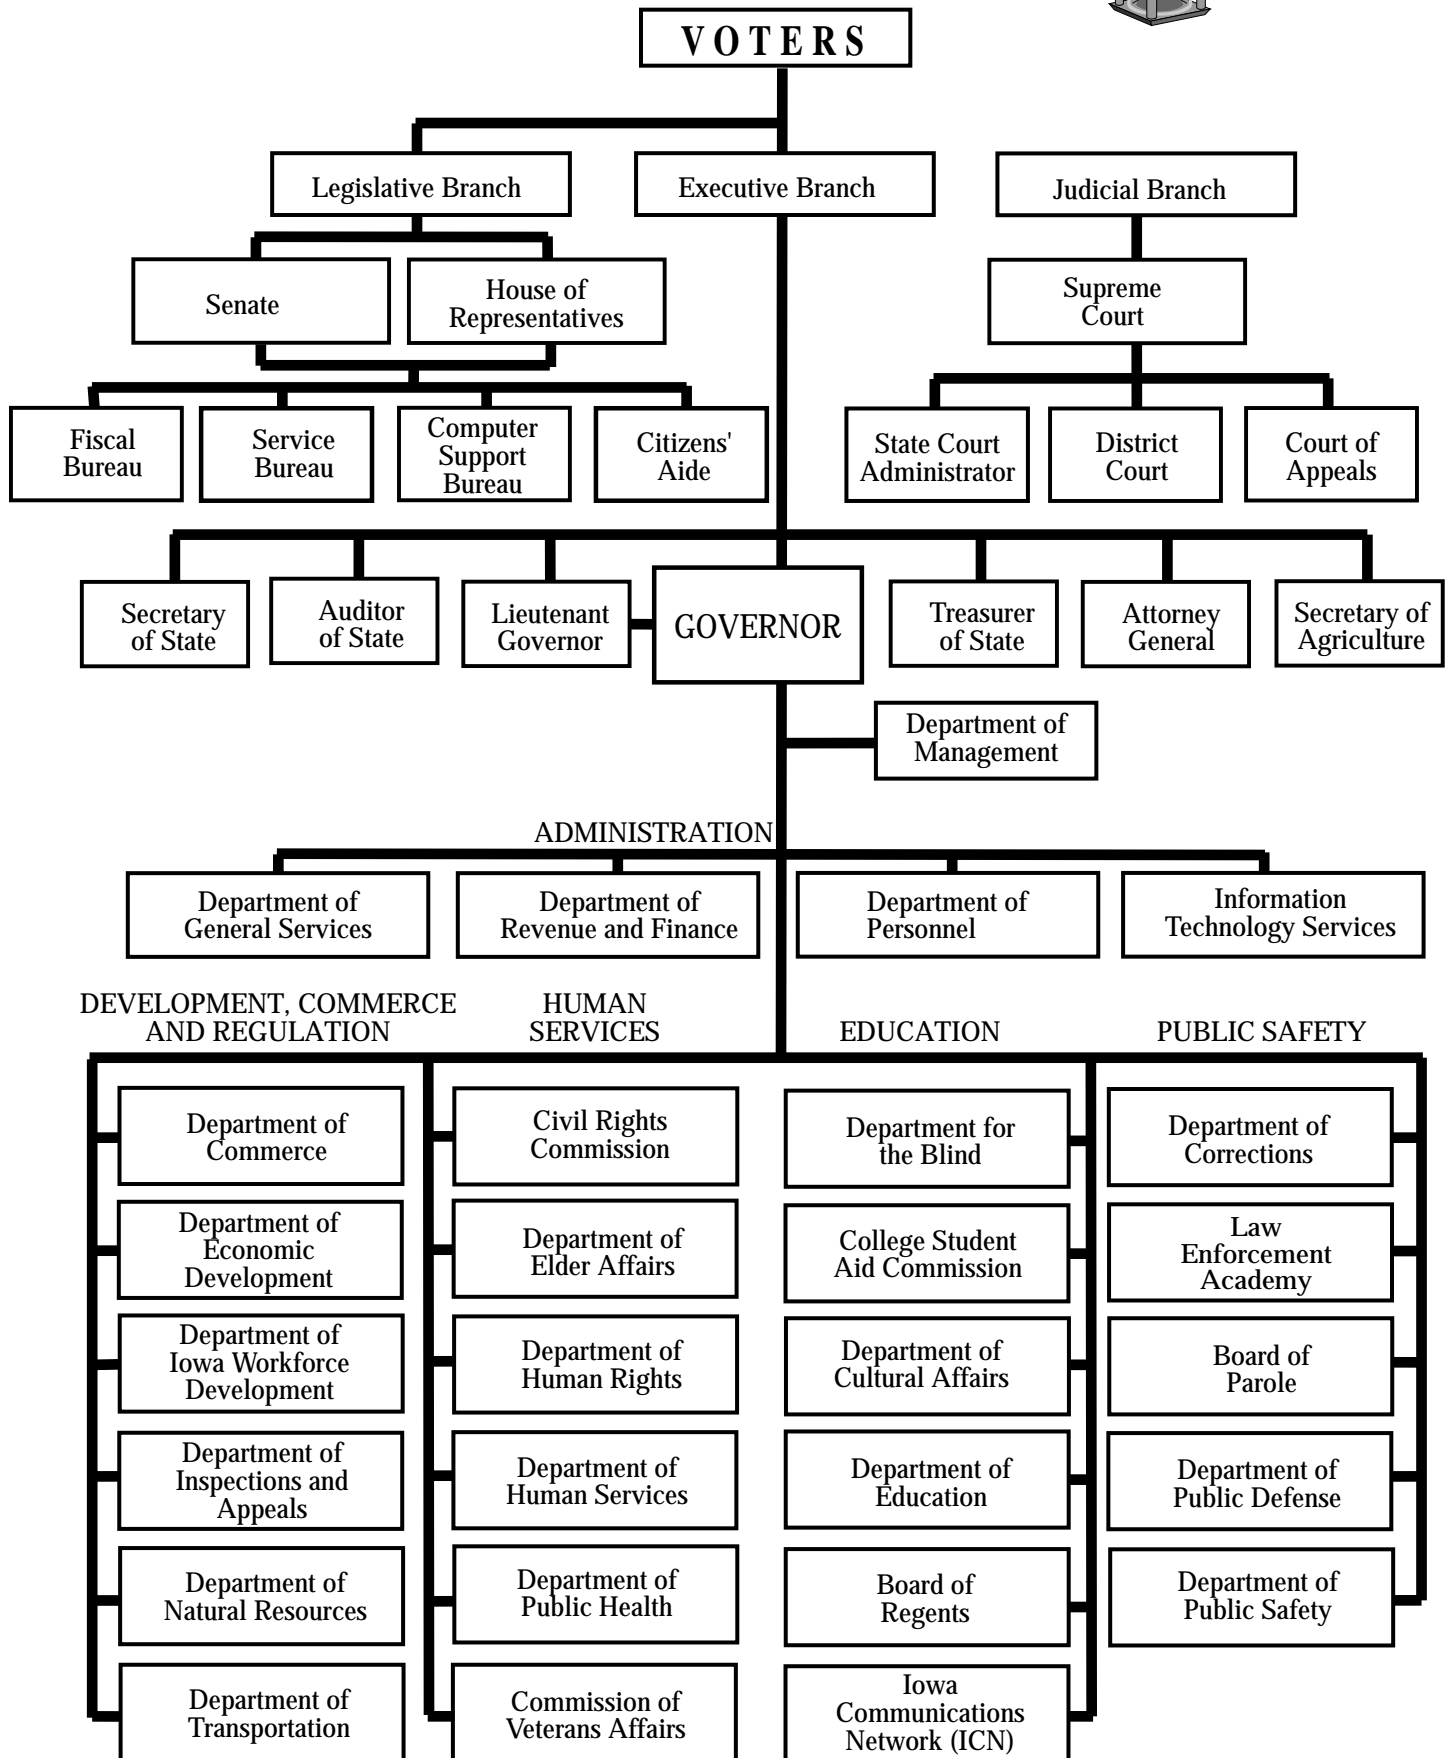 VOTERS
Legislative Branch
Executive Branch
Judicial Branch
Senate
House of
Representatives
Supreme
Court
Fiscal
Bureau
Service
Bureau
Computer
Support
Bureau
Citizens'
Aide
State Court
Administrator
District
Court
Court of
Appeals
Secretary
of State
Auditor
of State
Lieutenant
Governor
GOVERNOR
Treasurer
of State
Attorney
General
Secretary of
Agriculture
Department of
Management
ADMINISTRATION
Department of
General Services
Department of
Revenue and Finance
Department of
Personnel
Information
Technology Services
DEVELOPMENT, COMMERCE
AND REGULATION
HUMAN
SERVICES
EDUCATION
PUBLIC SAFETY
Department of
Commerce
Department of
Economic
Development
Department of
Iowa Workforce
Development
Department of
Inspections and
Appeals
Department of
Natural Resources
Department of
Transportation
Civil Rights
Commission
Department of
Elder Affairs
Department of
Human Rights
Department of
Human Services
Department of
Public Health
Commission of
Veterans Affairs
Department for
the Blind
College Student
Aid Commission
Department of
Cultural Affairs
Department of
Education
Board of
Regents
Iowa
Communications
Network (ICN)
Department of
Corrections
Law
Enforcement
Academy
Board of
Parole
Department of
Public Defense
Department of
Public Safety